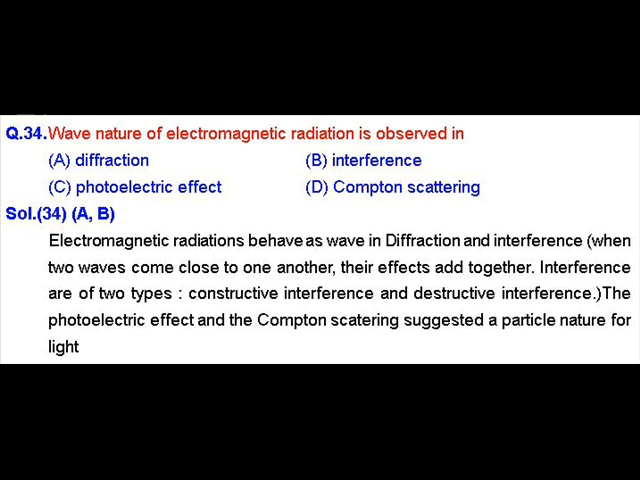 Q.34. Wave nature of electromagnetic radiation is observed in
(A) diffraction (B) interference
(C) photoelectric effect (D) Compton scattering
Sol.(34) (A, B)
Electromagnetic radiations behave as wave in Diffraction and interference (when
two waves come close to one another, their effects add together. Interference
are of two types : constructive interference and destructive interference.)The
photoelectric effect and the Compton scatering suggested a particle nature for
light